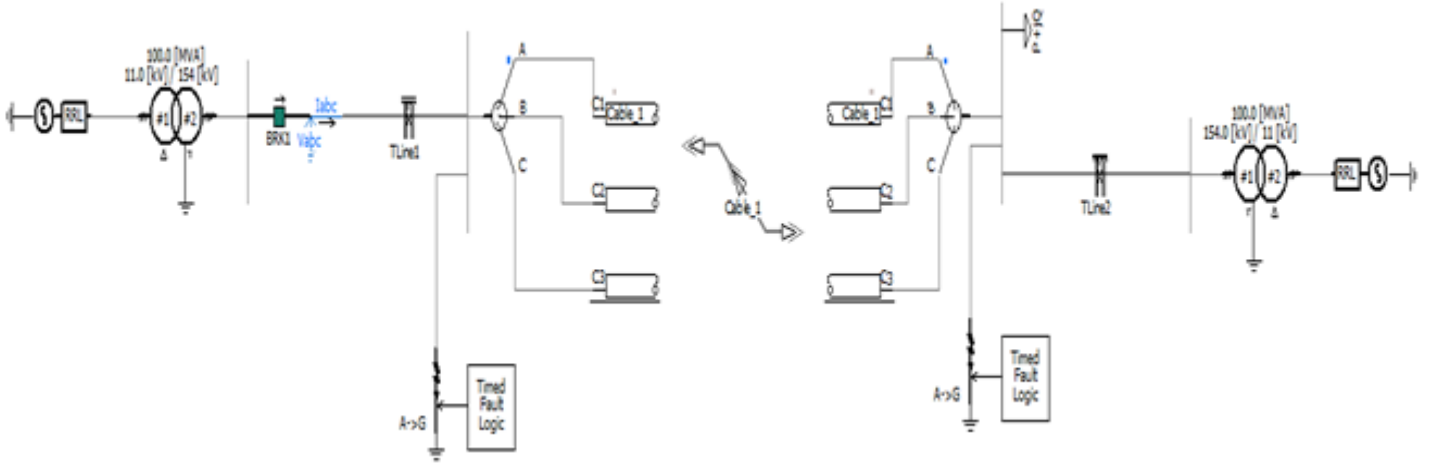 100.0 [MVA]
11.0 [kV] / 154 [kV]
RRL
#1
#2
Δ
BRK1
Iabc
Vabc
TLine1
A
B
C
C1
Cable_1
C2
C3
A->G
Timed
Fault
Logic
Cable_1
A
B
C
C1
Cable_1
C2
C3
P+jQ
A->G
Timed
Fault
Logic
TLine2
100.0 [MVA]
154.0 [kV] / 11 [kV]
#1
#2
Δ
RRL